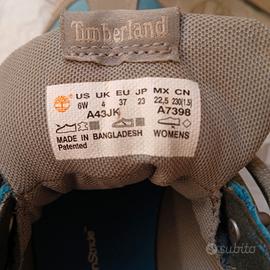 Timberland
US UK EU JP MX CN
6W 4 37 23 22,5 230(1.5)
A43JK A7398
MADE IN BANGLADESH WOMENS
Patented
subito